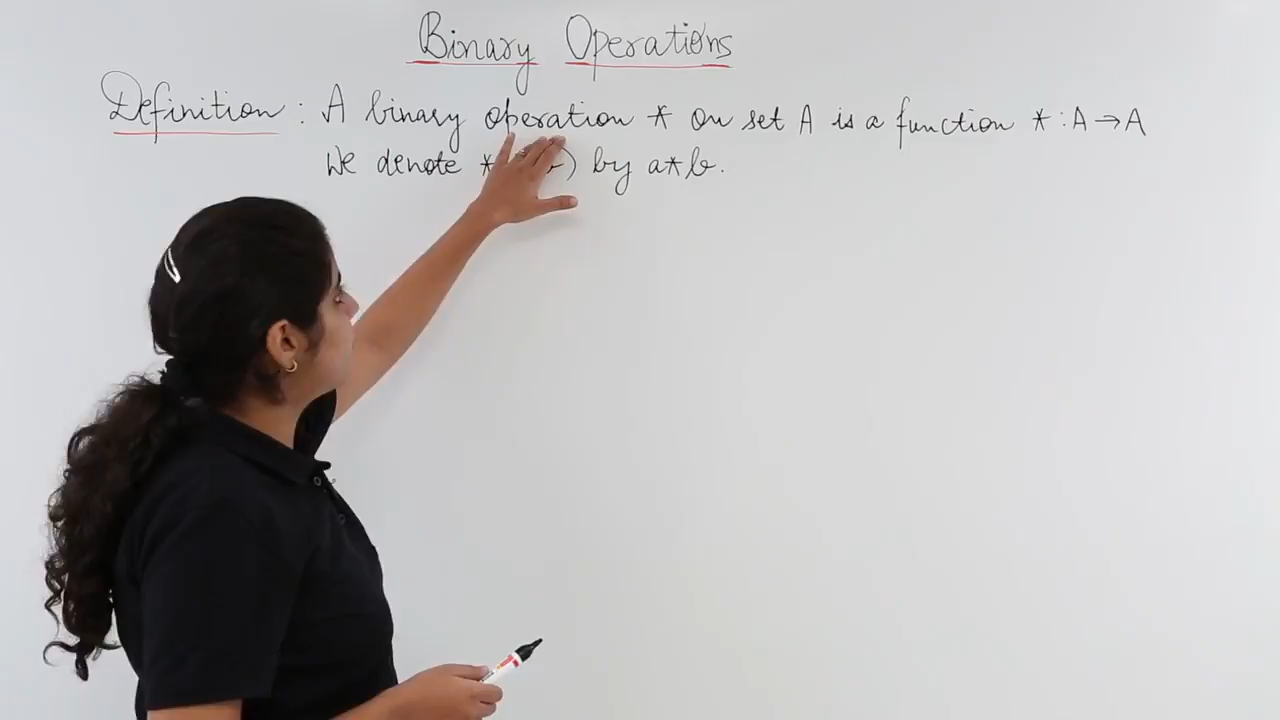 Binary Operations
Definition : A binary operation * on set A is a function * : A → A
We denote * ) by a*b.